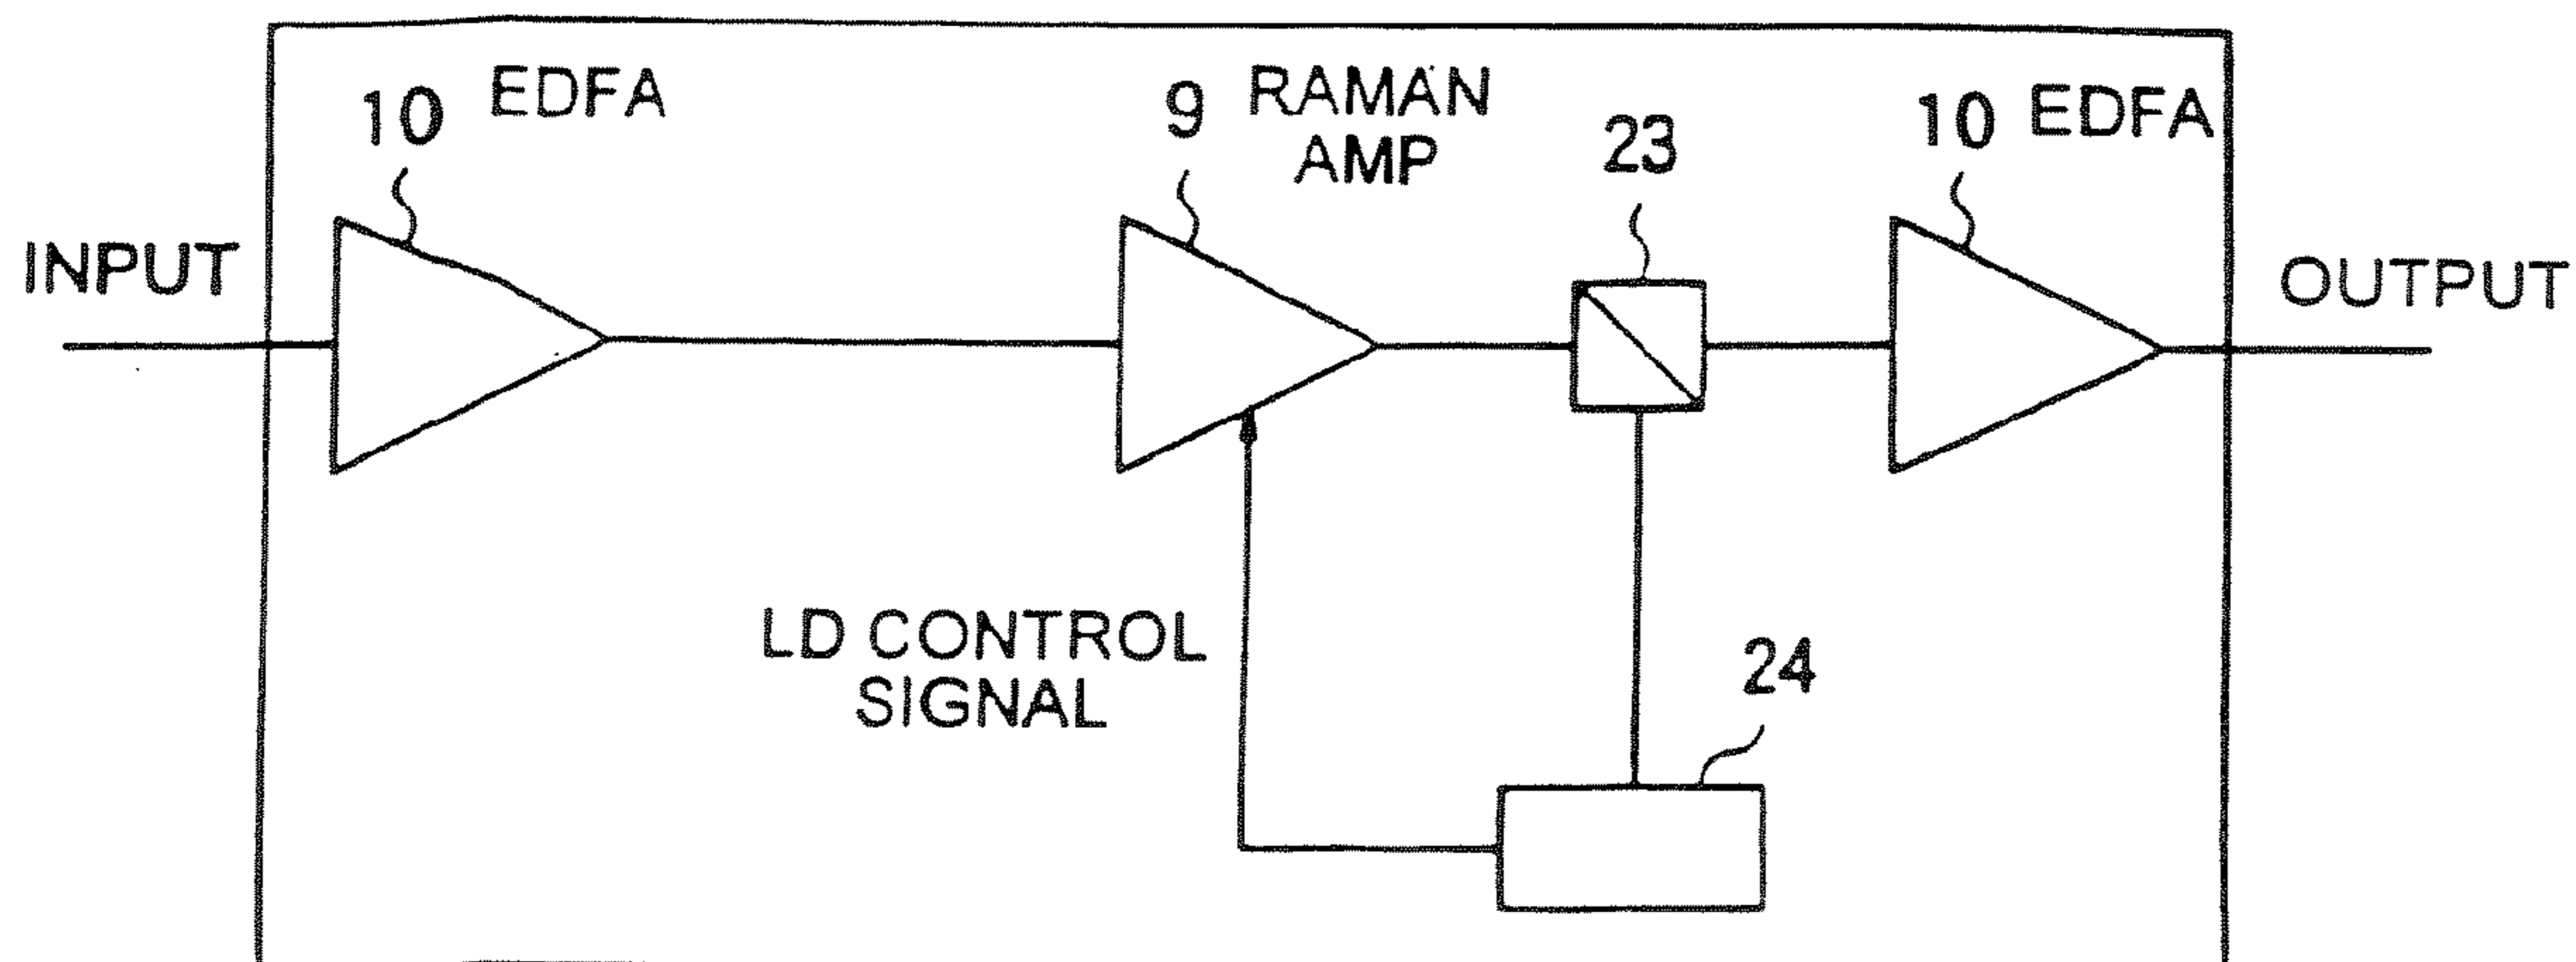 10 EDFA
9 RAMAN
AMP
23
10 EDFA
INPUT
OUTPUT
LD CONTROL
SIGNAL
24